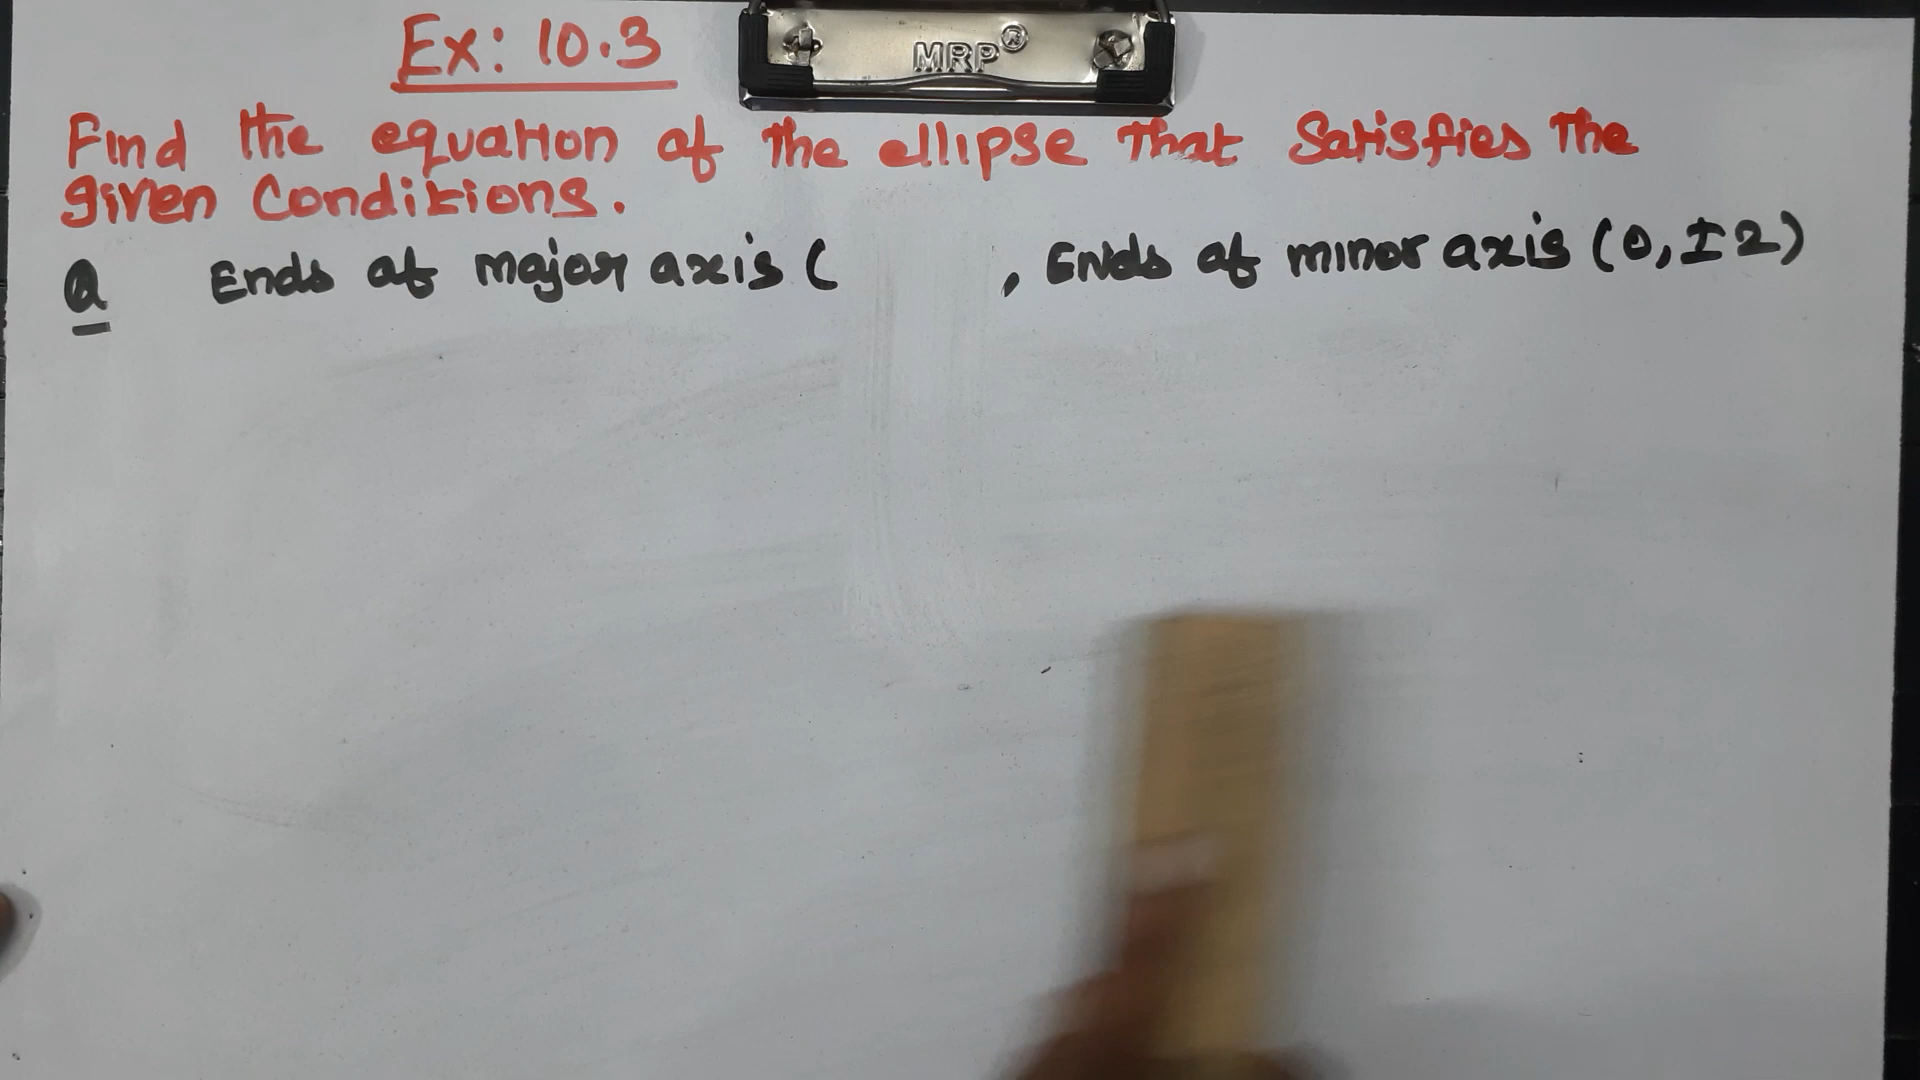 Ex: 10.3
MRP®
Find the equation of the ellipse that satisfies the
given conditions.
a Ends of major axis ( , Ends of minor axis (0, ±2)